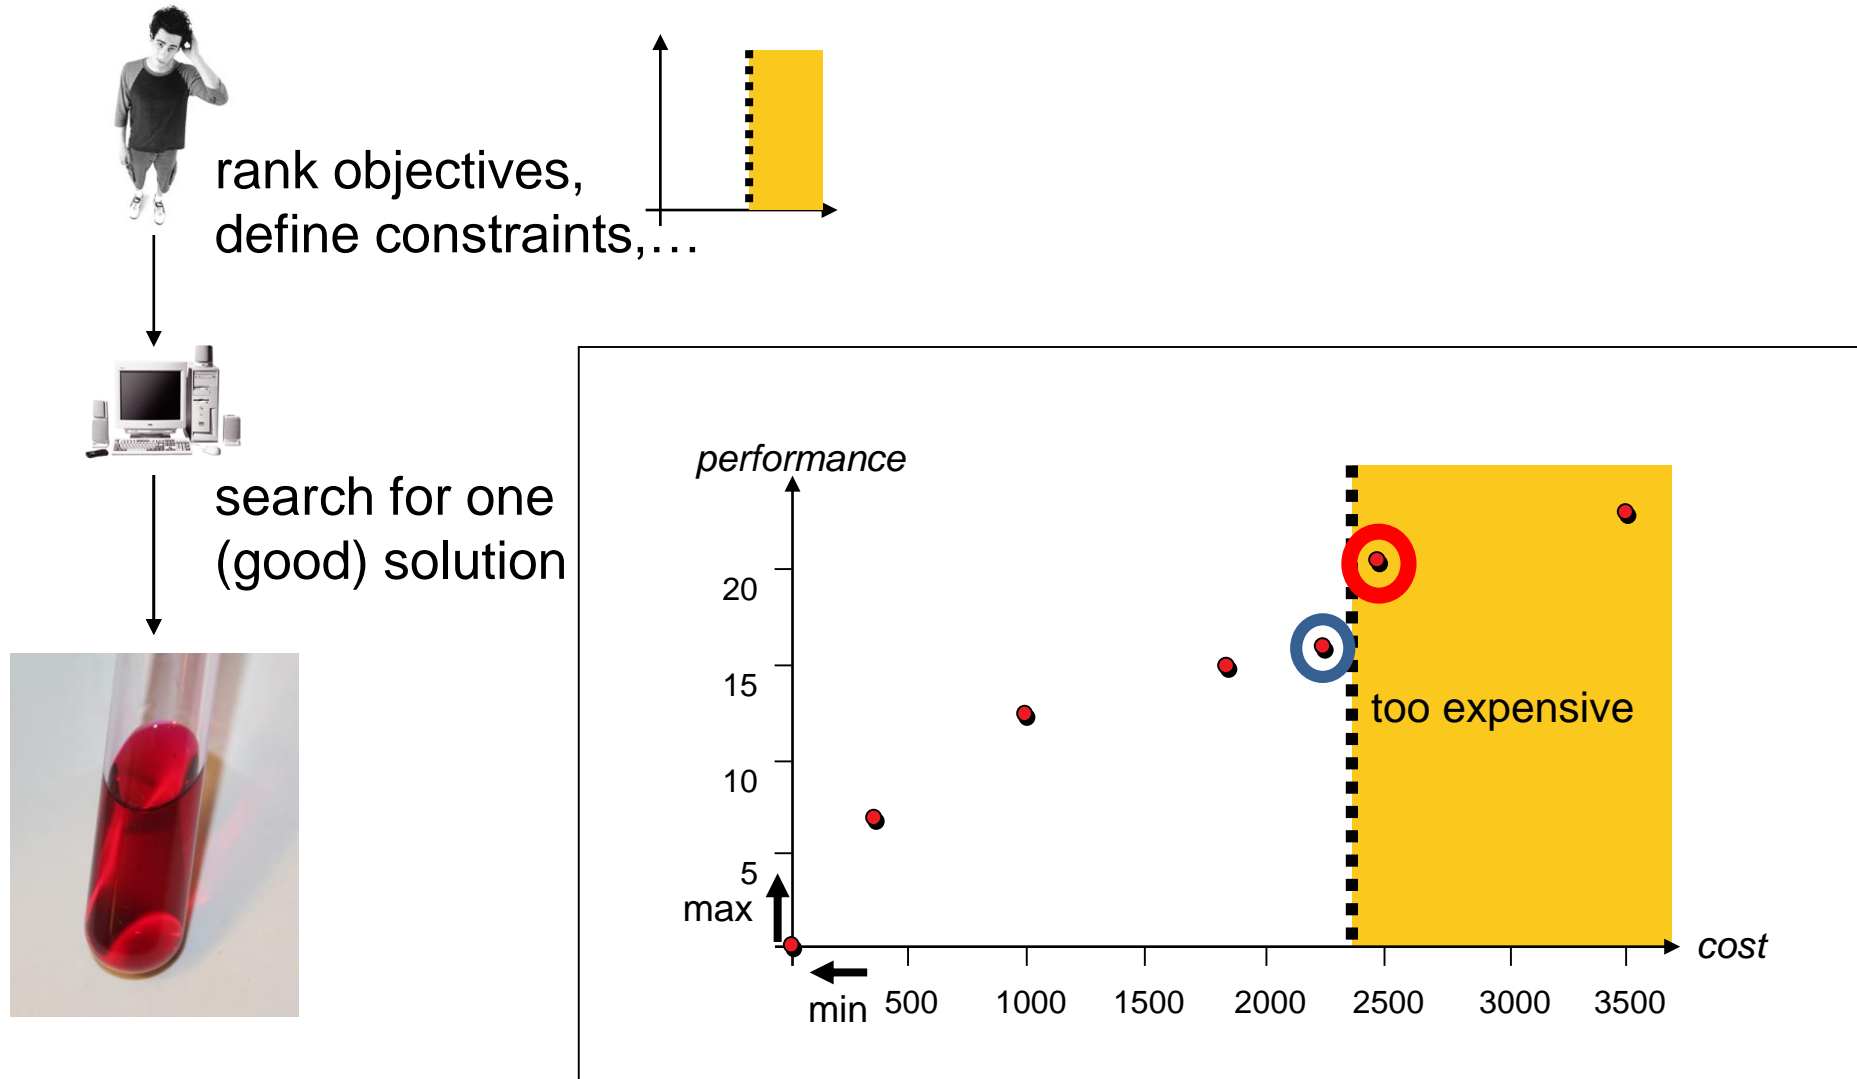 rank objectives,
define constraints,…
search for one
(good) solution
performance
20
15
10
5
max
too expensive
cost
min
500 1000 1500 2000 2500 3000 3500